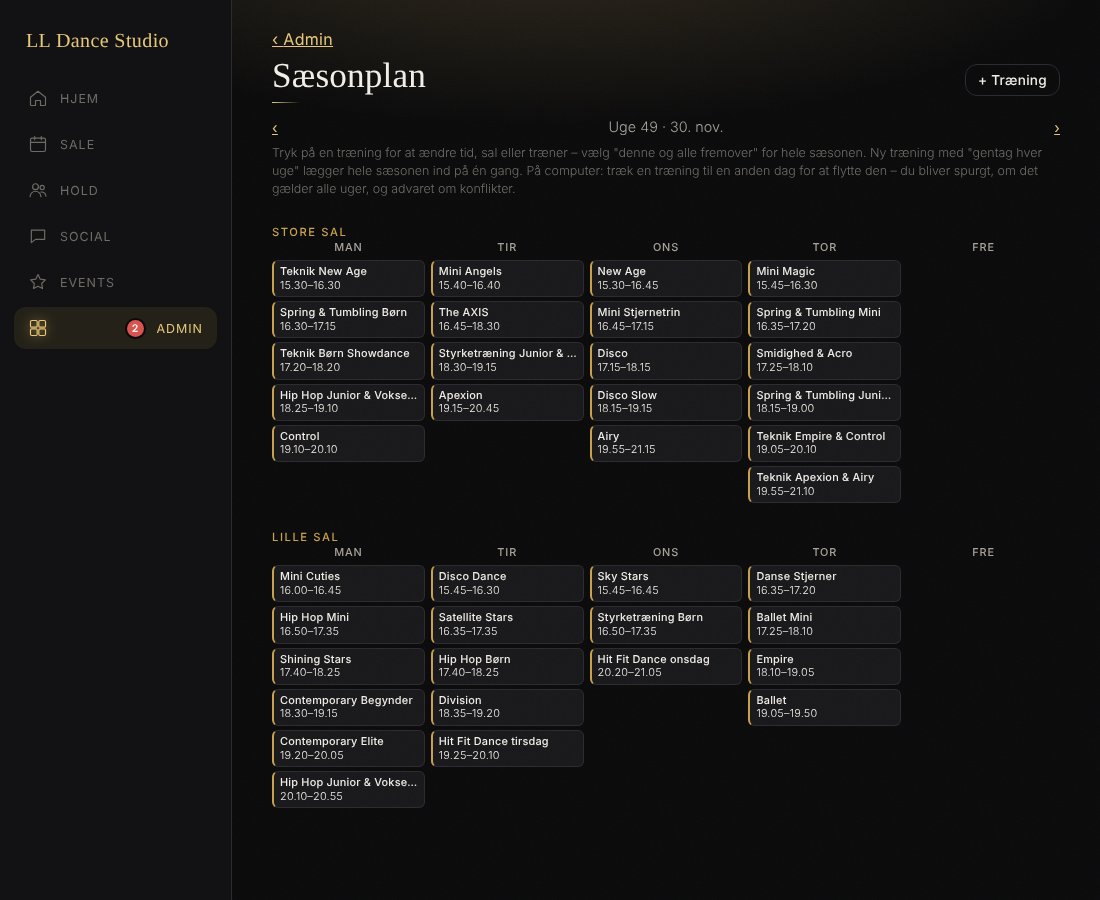 LL Dance Studio
HJEM
SALE
HOLD
SOCIAL
EVENTS
2 ADMIN
‹ Admin
Sæsonplan
+ Træning
‹ Uge 49 · 30. nov. ›
Tryk på en træning for at ændre tid, sal eller træner – vælg "denne og alle fremover" for hele sæsonen. Ny træning med "gentag hver
uge" lægger hele sæsonen ind på én gang. På computer: træk en træning til en anden dag for at flytte den – du bliver spurgt, om det
gælder alle uger, og advaret om konflikter.
STORE SAL
MAN TIR ONS TOR FRE
Teknik New Age Mini Angels New Age Mini Magic
15.30–16.30 15.40–16.40 15.30–16.45 15.45–16.30
Spring & Tumbling Børn The AXIS Mini Stjernetrin Spring & Tumbling Mini
16.30–17.15 16.45–18.30 16.45–17.15 16.35–17.20
Teknik Børn Showdance Styrketræning Junior & ... Disco Smidighed & Acro
17.20–18.20 18.30–19.15 17.15–18.15 17.25–18.10
Hip Hop Junior & Vokse... Apexion Disco Slow Spring & Tumbling Juni...
18.25–19.10 19.15–20.45 18.15–19.15 18.15–19.00
Control Airy Teknik Empire & Control
19.10–20.10 19.55–21.15 19.05–20.10
Teknik Apexion & Airy
19.55–21.10
LILLE SAL
MAN TIR ONS TOR FRE
Mini Cuties Disco Dance Sky Stars Danse Stjerner
16.00–16.45 15.45–16.30 15.45–16.45 16.35–17.20
Hip Hop Mini Satellite Stars Styrketræning Børn Ballet Mini
16.50–17.35 16.35–17.35 16.50–17.35 17.25–18.10
Shining Stars Hip Hop Børn Hit Fit Dance onsdag Empire
17.40–18.25 17.40–18.25 20.20–21.05 18.10–19.05
Contemporary Begynder Division Ballet
18.30–19.15 18.35–19.20 19.05–19.50
Contemporary Elite Hit Fit Dance tirsdag
19.20–20.05 19.25–20.10
Hip Hop Junior & Vokse...
20.10–20.55